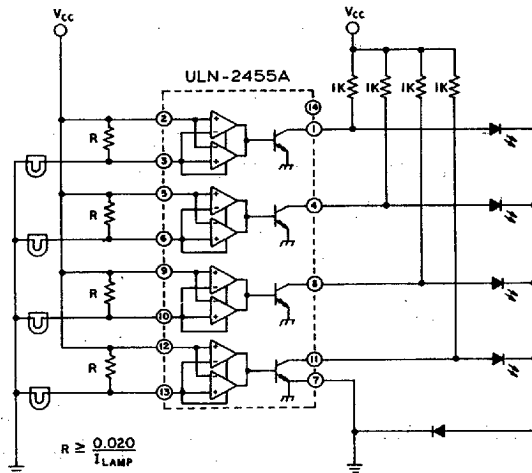 VCC
VCC
ULN-2455A
1K
1K
1K
1K
14
2
1
R
3
5
4
R
6
9
8
R
10
12
11
7
R
13
R ≥ 0.020
ILAMP